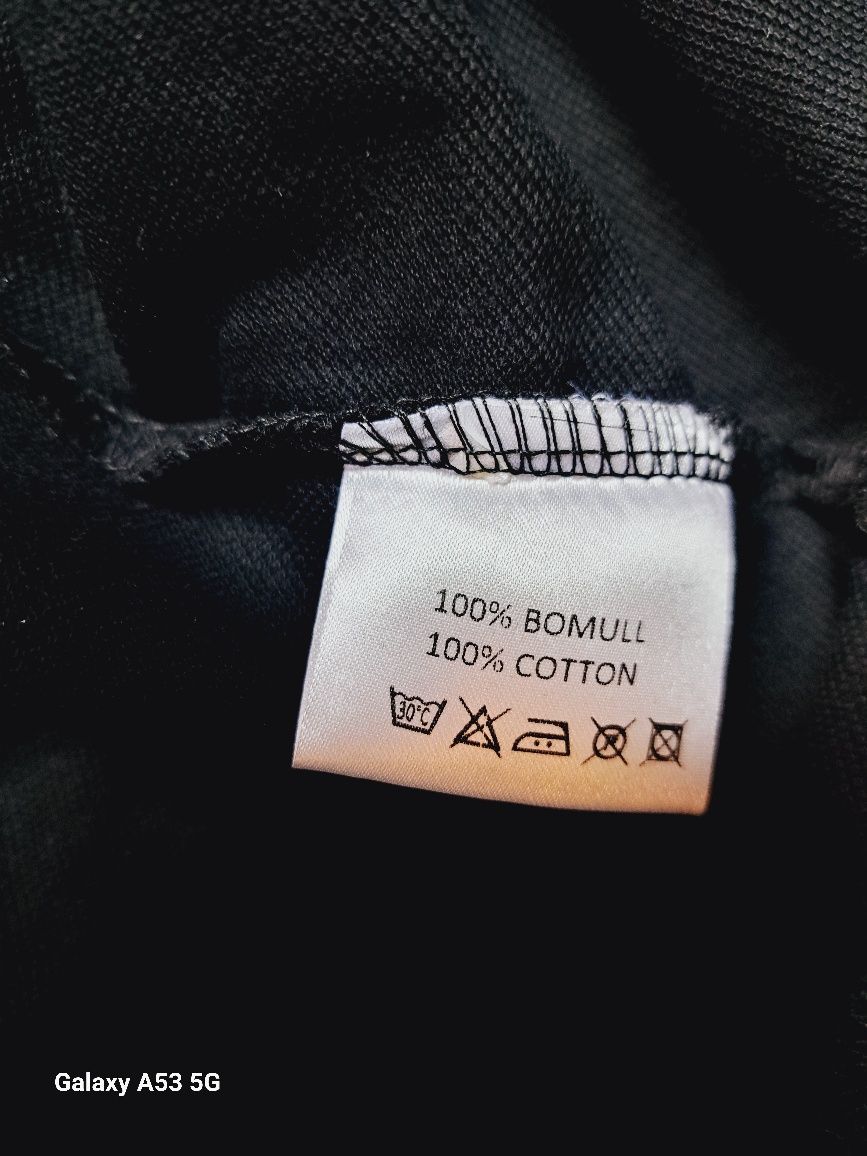 100% BOMULL
100% COTTON
30°C
Galaxy A53 5G